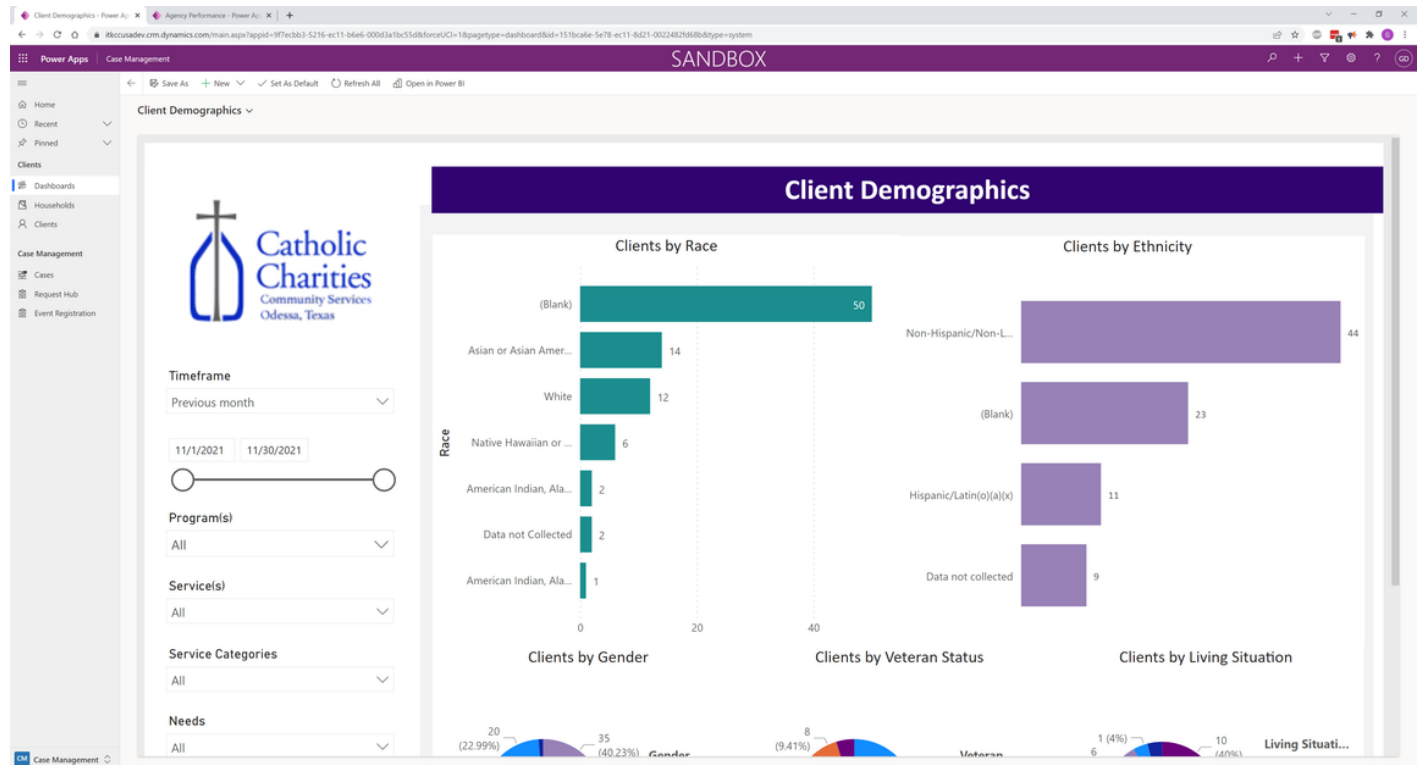 Client Demographics - Power Ap
Agency Performance - Power Ap
itkccusadev.crm.dynamics.com/main.aspx?appid=9f7ecbb3-5216-ec11-b6e6-000d3a1bc55d&forceUCI=1&pagetype=dashboard&id=151bca6e-5e78-ec11-8d21-0022482fd68b&type=system
Power Apps
Case Management
SANDBOX
GD
Save As
New
Set As Default
Refresh All
Open in Power BI
Home
Recent
Pinned
Clients
Dashboards
Households
Clients
Case Management
Cases
Request Hub
Event Registration
CM Case Management
Client Demographics
Catholic
Charities
Community Services
Odessa, Texas
Timeframe
Previous month
11/1/2021 11/30/2021
Program(s)
All
Service(s)
All
Service Categories
All
Needs
All
Client Demographics
Clients by Race
Race
(Blank) 50
Asian or Asian Amer... 14
White 12
Native Hawaiian or ... 6
American Indian, Ala... 2
Data not Collected 2
American Indian, Ala... 1
0 20 40
Clients by Ethnicity
Non-Hispanic/Non-L... 44
(Blank) 23
Hispanic/Latin(o)(a)(x) 11
Data not collected 9
Clients by Gender
20
(22.99%)
35
(40.23%)
Gender
Clients by Veteran Status
8
(9.41%)
Veteran
Clients by Living Situation
1 (4%)
6
10
(40%)
Living Situati...